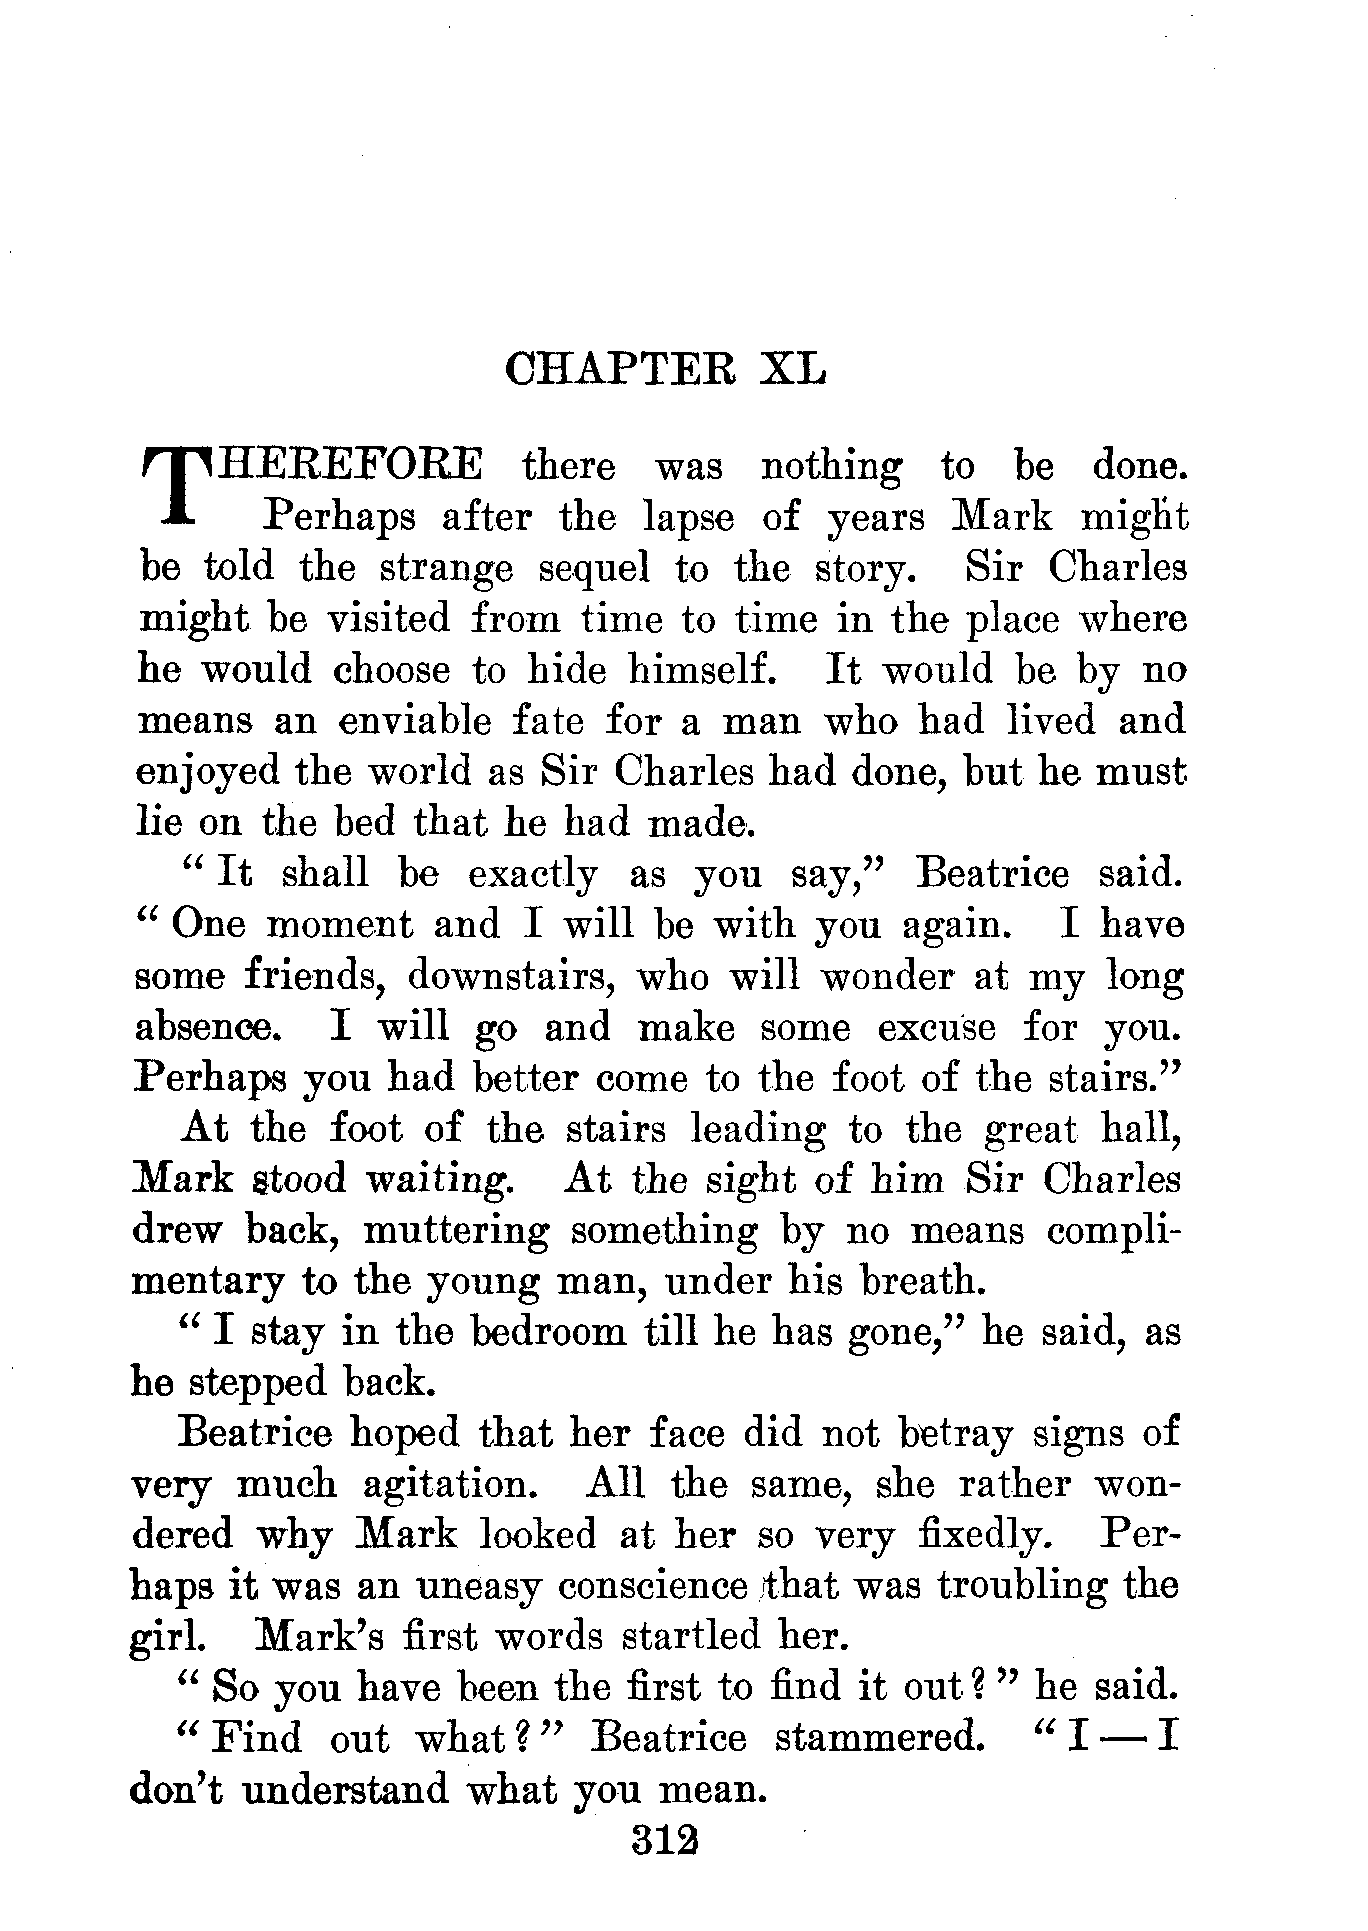 CHAPTER XL
THEREFORE there was nothing to be done.
Perhaps after the lapse of years Mark might
be told the strange sequel to the story. Sir Charles
might be visited from time to time in the place where
he would choose to hide himself. It would be by no
means an enviable fate for a man who had lived and
enjoyed the world as Sir Charles had done, but he must
lie on the bed that he had made.
“ It shall be exactly as you say,” Beatrice said.
“ One moment and I will be with you again. I have
some friends, downstairs, who will wonder at my long
absence. I will go and make some excuse for you.
Perhaps you had better come to the foot of the stairs.”
At the foot of the stairs leading to the great hall,
Mark stood waiting. At the sight of him Sir Charles
drew back, muttering something by no means compli-
mentary to the young man, under his breath.
“ I stay in the bedroom till he has gone,” he said, as
he stepped back.
Beatrice hoped that her face did not betray signs of
very much agitation. All the same, she rather won-
dered why Mark looked at her so very fixedly. Per-
haps it was an uneasy conscience that was troubling the
girl. Mark’s first words startled her.
“ So you have been the first to find it out? ” he said.
“ Find out what? ” Beatrice stammered. “ I — I
don’t understand what you mean.
312